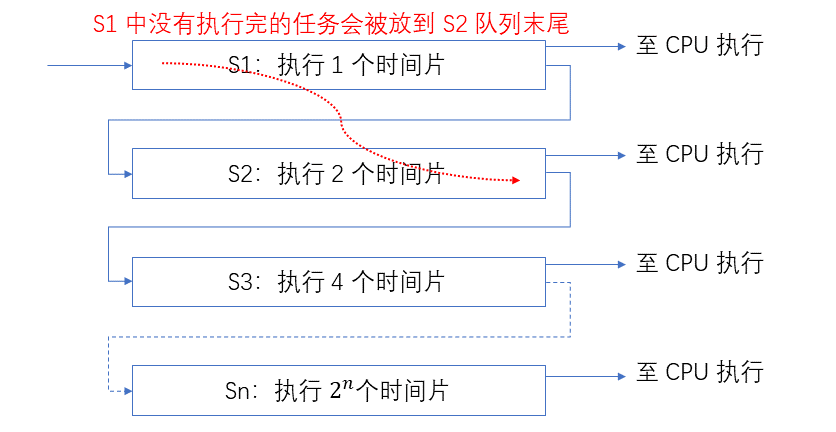 S1 中没有执行完的任务会被放到 S2 队列末尾
S1：执行 1 个时间片
至 CPU 执行
S2：执行 2 个时间片
至 CPU 执行
S3：执行 4 个时间片
至 CPU 执行
Sn：执行 2ⁿ个时间片
至 CPU 执行